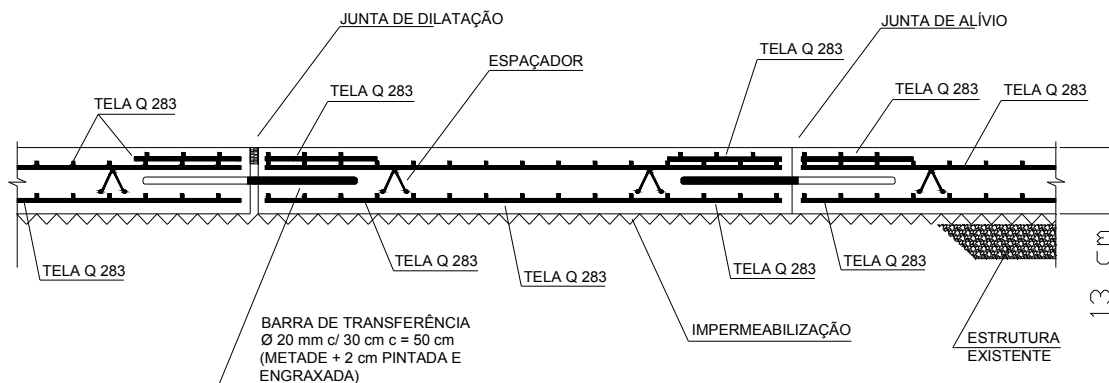 JUNTA DE DILATAÇÃO
JUNTA DE ALÍVIO
TELA Q 283
ESPAÇADOR
TELA Q 283
TELA Q 283
TELA Q 283
TELA Q 283
TELA Q 283
TELA Q 283
TELA Q 283
TELA Q 283
TELA Q 283
13 cm
BARRA DE TRANSFERÊNCIA
Ø 20 mm c/ 30 cm c = 50 cm
(METADE + 2 cm PINTADA E
ENGRAXADA)
IMPERMEABILIZAÇÃO
ESTRUTURA
EXISTENTE